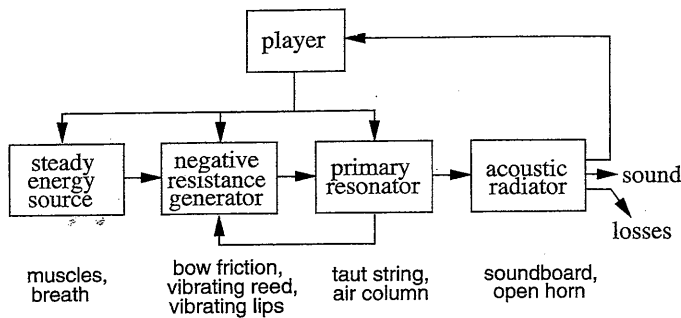 player
steady
energy
source
negative
resistance
generator
primary
resonator
acoustic
radiator
sound
losses
muscles,
breath
bow friction,
vibrating reed,
vibrating lips
taut string,
air column
soundboard,
open horn